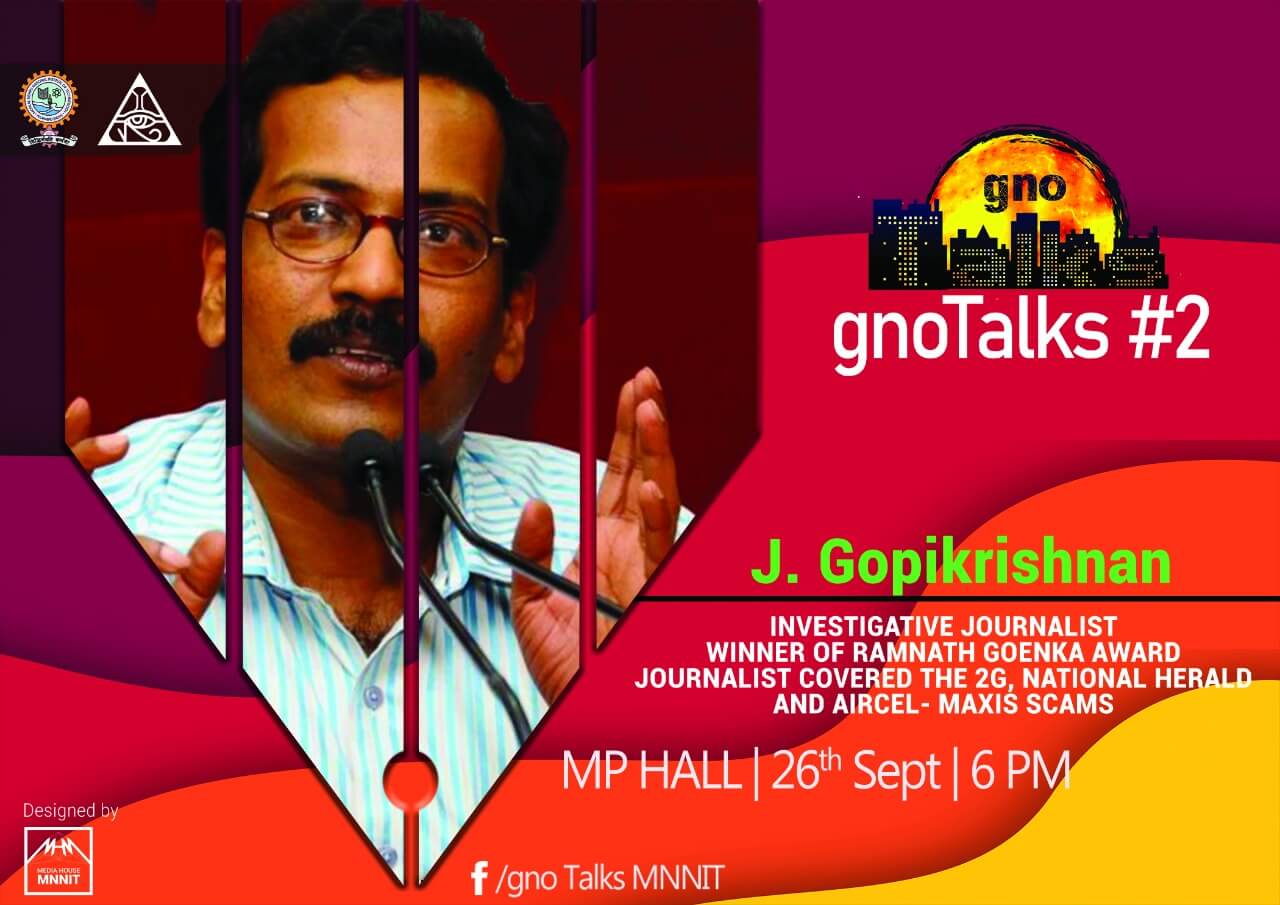 gno
Talks
gnoTalks #2
J. Gopikrishnan
INVESTIGATIVE JOURNALIST
WINNER OF RAMNATH GOENKA AWARD
JOURNALIST COVERED THE 2G, NATIONAL HERALD
AND AIRCEL- MAXIS SCAMS
MP HALL | 26th Sept | 6 PM
Designed by
MEDIA HOUSE
MNNIT
f /gno Talks MNNIT